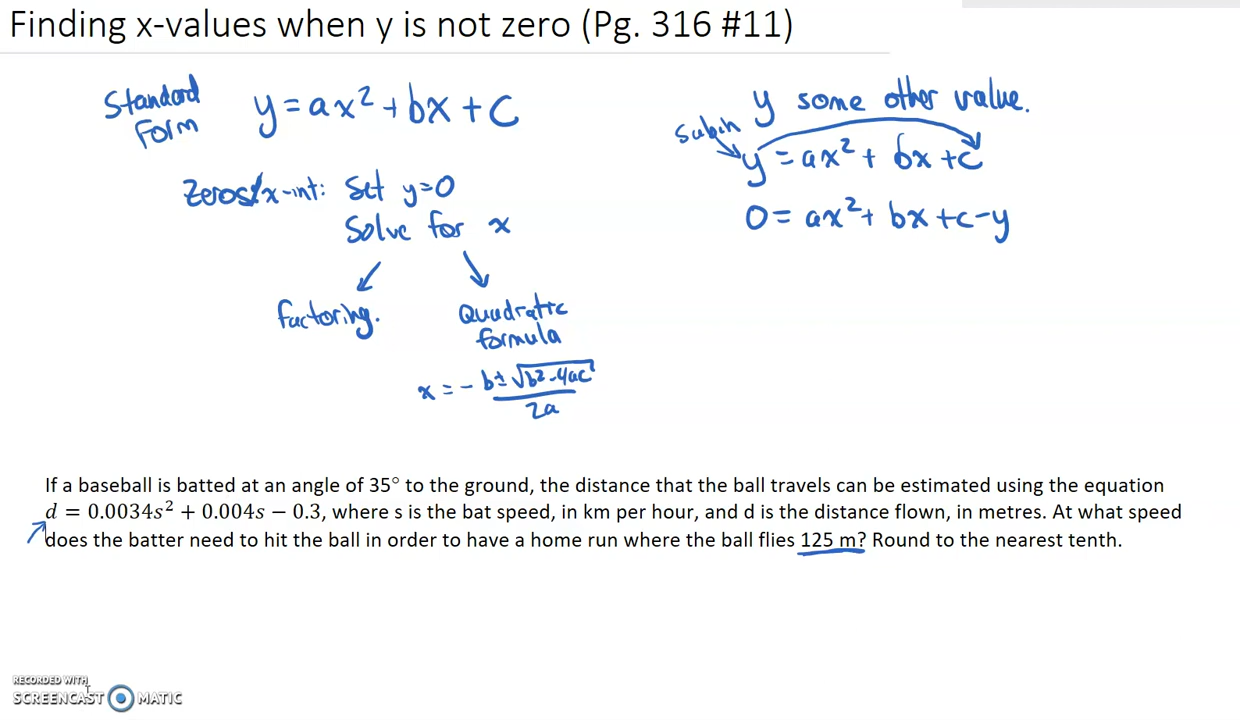 Finding x-values when y is not zero (Pg. 316 #11)
Standard Form
y = ax² + bx + c
Zeros/x-int: Set y=0
Solve for x
factoring.
Quadratic formula
x = -b ± √b² - 4ac
2a
y some other value.
Sub in
y = ax² + bx + c
0 = ax² + bx + c - y
If a baseball is batted at an angle of 35° to the ground, the distance that the ball travels can be estimated using the equation
d = 0.0034s² + 0.004s − 0.3, where s is the bat speed, in km per hour, and d is the distance flown, in metres. At what speed
does the batter need to hit the ball in order to have a home run where the ball flies 125 m? Round to the nearest tenth.
RECORDED WITH
SCREENCAST MATIC